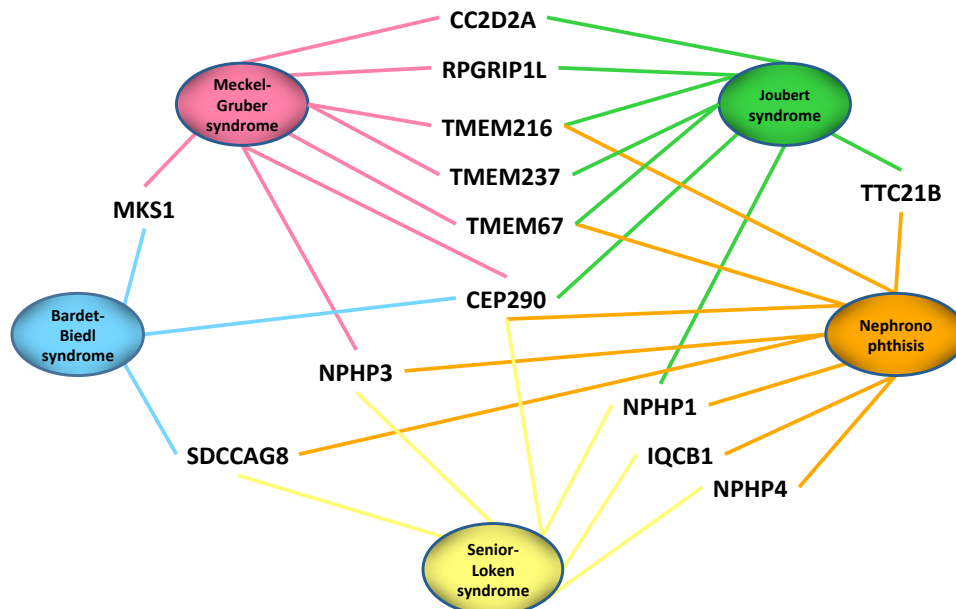 CC2D2A
RPGRIP1L
Meckel-
Gruber
syndrome
Joubert
syndrome
TMEM216
TMEM237
TTC21B
MKS1
TMEM67
CEP290
Bardet-
Biedl
syndrome
Nephrono
phthisis
NPHP3
NPHP1
SDCCAG8
IQCB1
NPHP4
Senior-
Loken
syndrome